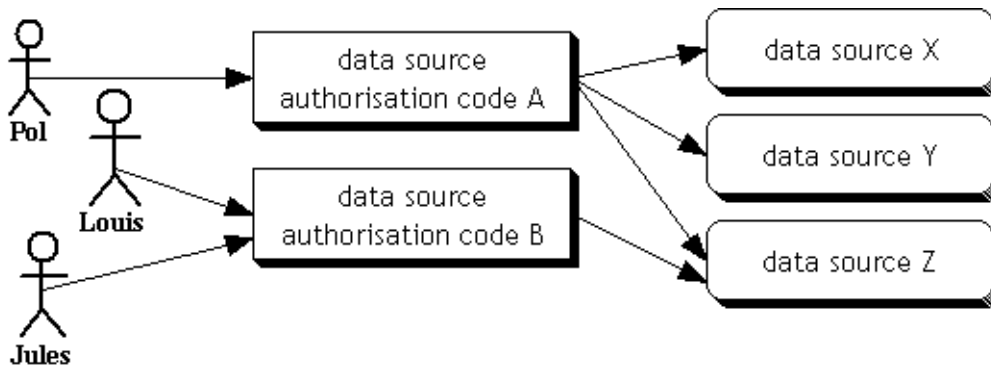 Pol
Louis
Jules
data source
authorisation code A
data source
authorisation code B
data source X
data source Y
data source Z